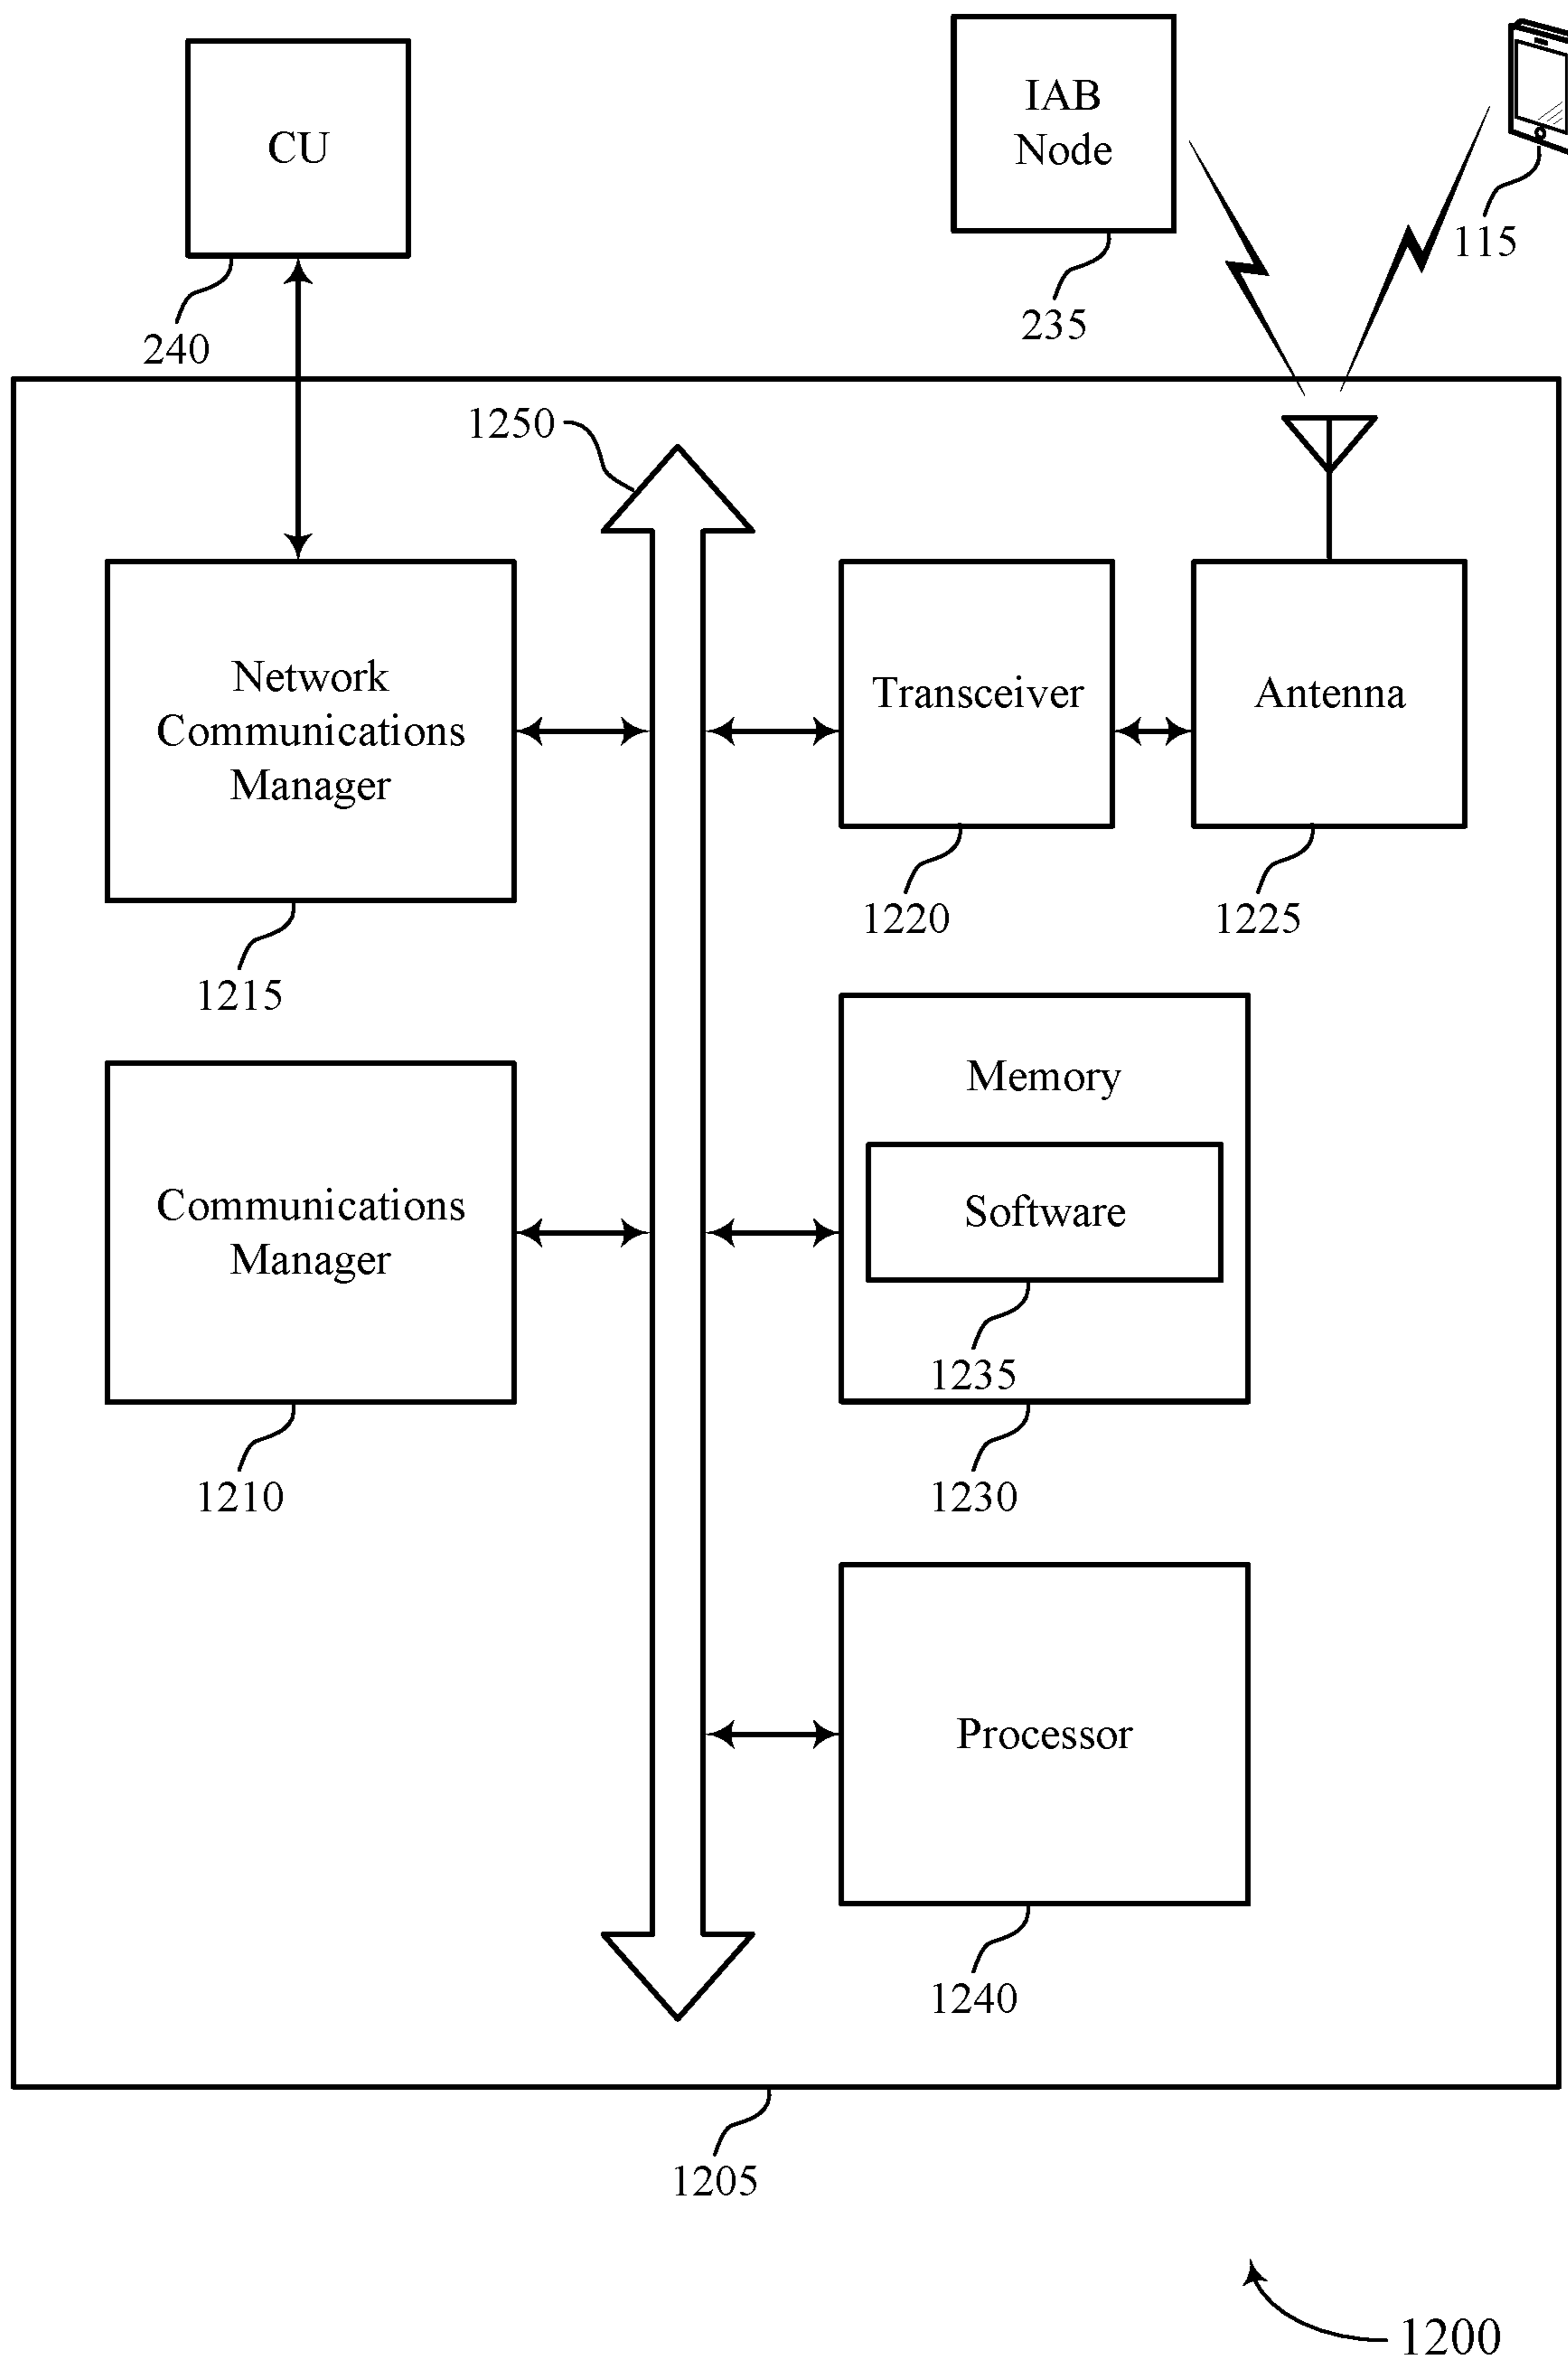 CU
IAB
Node
115
235
240
1250
Network
Communications
Manager
Transceiver
Antenna
1220
1225
1215
Memory
Communications
Manager
Software
1235
1210
1230
Processor
1240
1205
1200